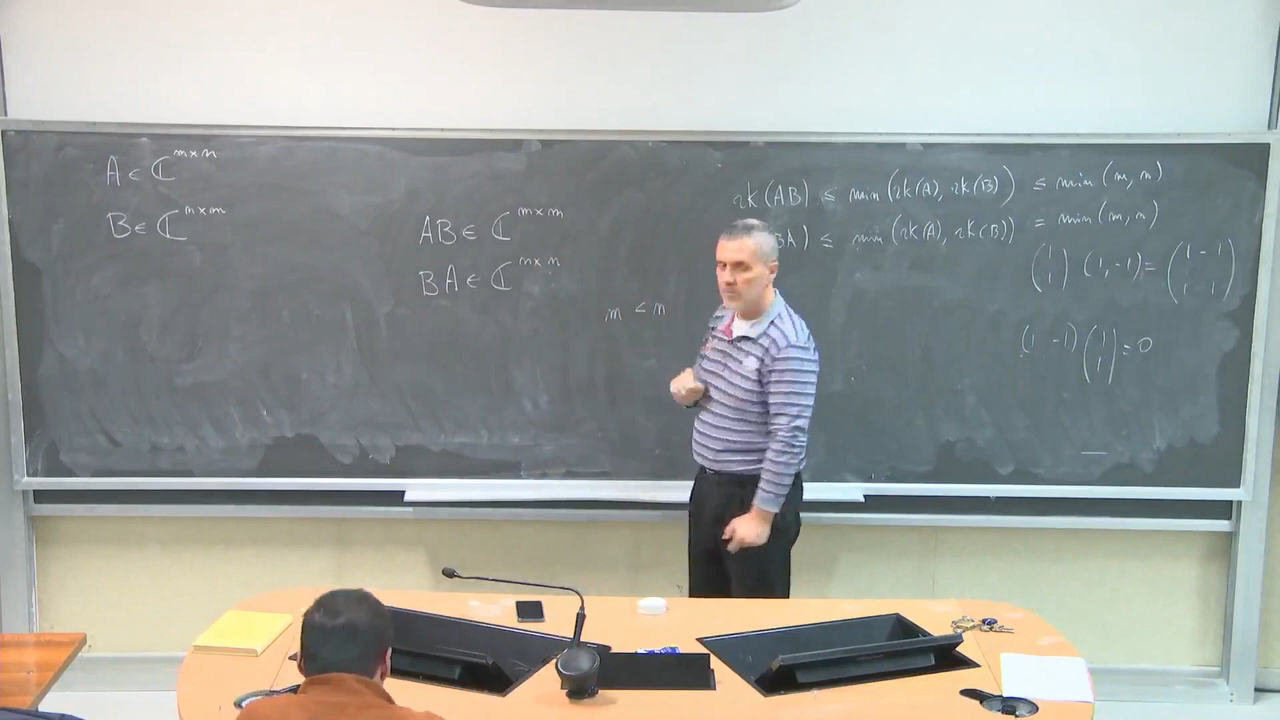 A ∈ ℂ^{m×n}
B ∈ ℂ^{n×m}
AB ∈ ℂ^{m×m}
BA ∈ ℂ^{n×n}
m < n
rk(AB) ≤ min(rk(A), rk(B)) ≤ min(m, n)
BA) ≤ min(rk(A), rk(B)) = min(m, n)
(1 1) (1, -1) = (1 -1 1 -1)
(1 -1) (1 1) = 0